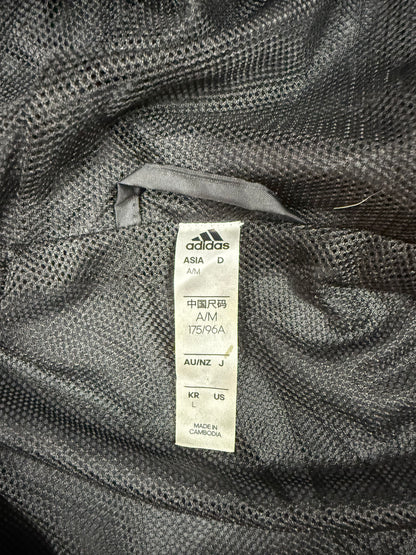 adidas
ASIA D
A/M
中国尺码
A/M
175/96A
AU/NZ J
KR US
L
MADE IN
CAMBODIA